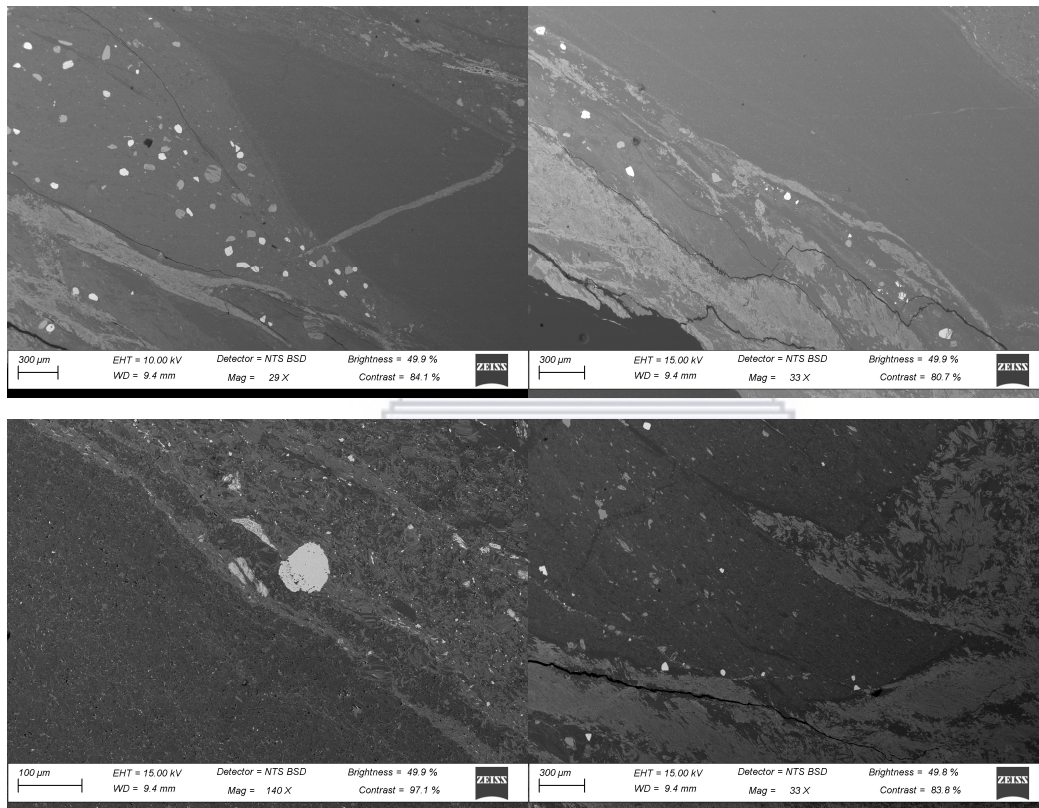 300 µm EHT = 10.00 kV Detector = NTS BSD Brightness = 49.9 % ZEISS
WD = 9.4 mm Mag = 29 X Contrast = 84.1 %
300 µm EHT = 15.00 kV Detector = NTS BSD Brightness = 49.9 % ZEISS
WD = 9.4 mm Mag = 33 X Contrast = 80.7 %
100 µm EHT = 15.00 kV Detector = NTS BSD Brightness = 49.9 % ZEISS
WD = 9.4 mm Mag = 140 X Contrast = 97.1 %
300 µm EHT = 15.00 kV Detector = NTS BSD Brightness = 49.8 % ZEISS
WD = 9.4 mm Mag = 33 X Contrast = 83.8 %